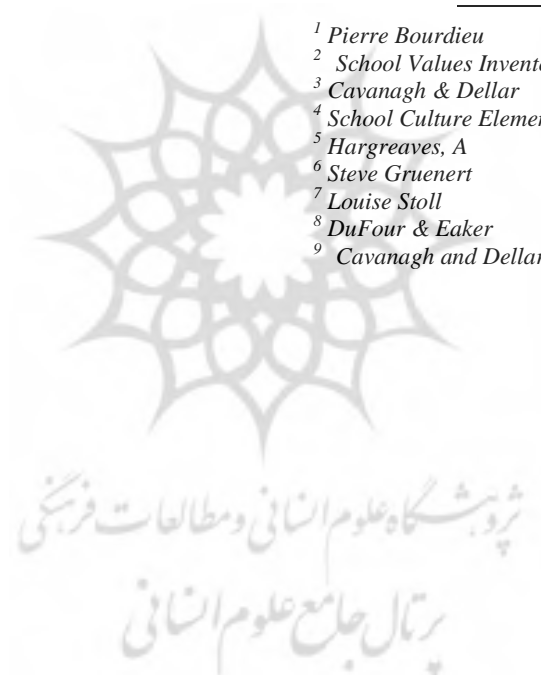 1 Pierre Bourdieu
2 School Values Invento
3 Cavanagh & Dellar
4 School Culture Elemen
5 Hargreaves, A
6 Steve Gruenert
7 Louise Stoll
8 DuFour & Eaker
9 Cavanagh and Dellar
پژوهشگاه علوم انسانی و مطالعات فرهنگی
پرتال جامع علوم انسانی